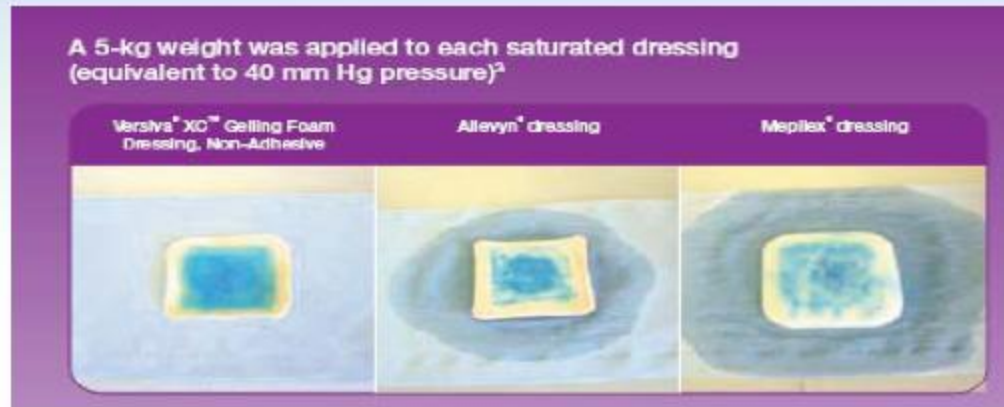 A 5-kg weight was applied to each saturated dressing
(equivalent to 40 mm Hg pressure)³
Versiva® XC™ Gelling Foam
Dressing, Non-Adhesive
Allevyn® dressing
Mepilex® dressing